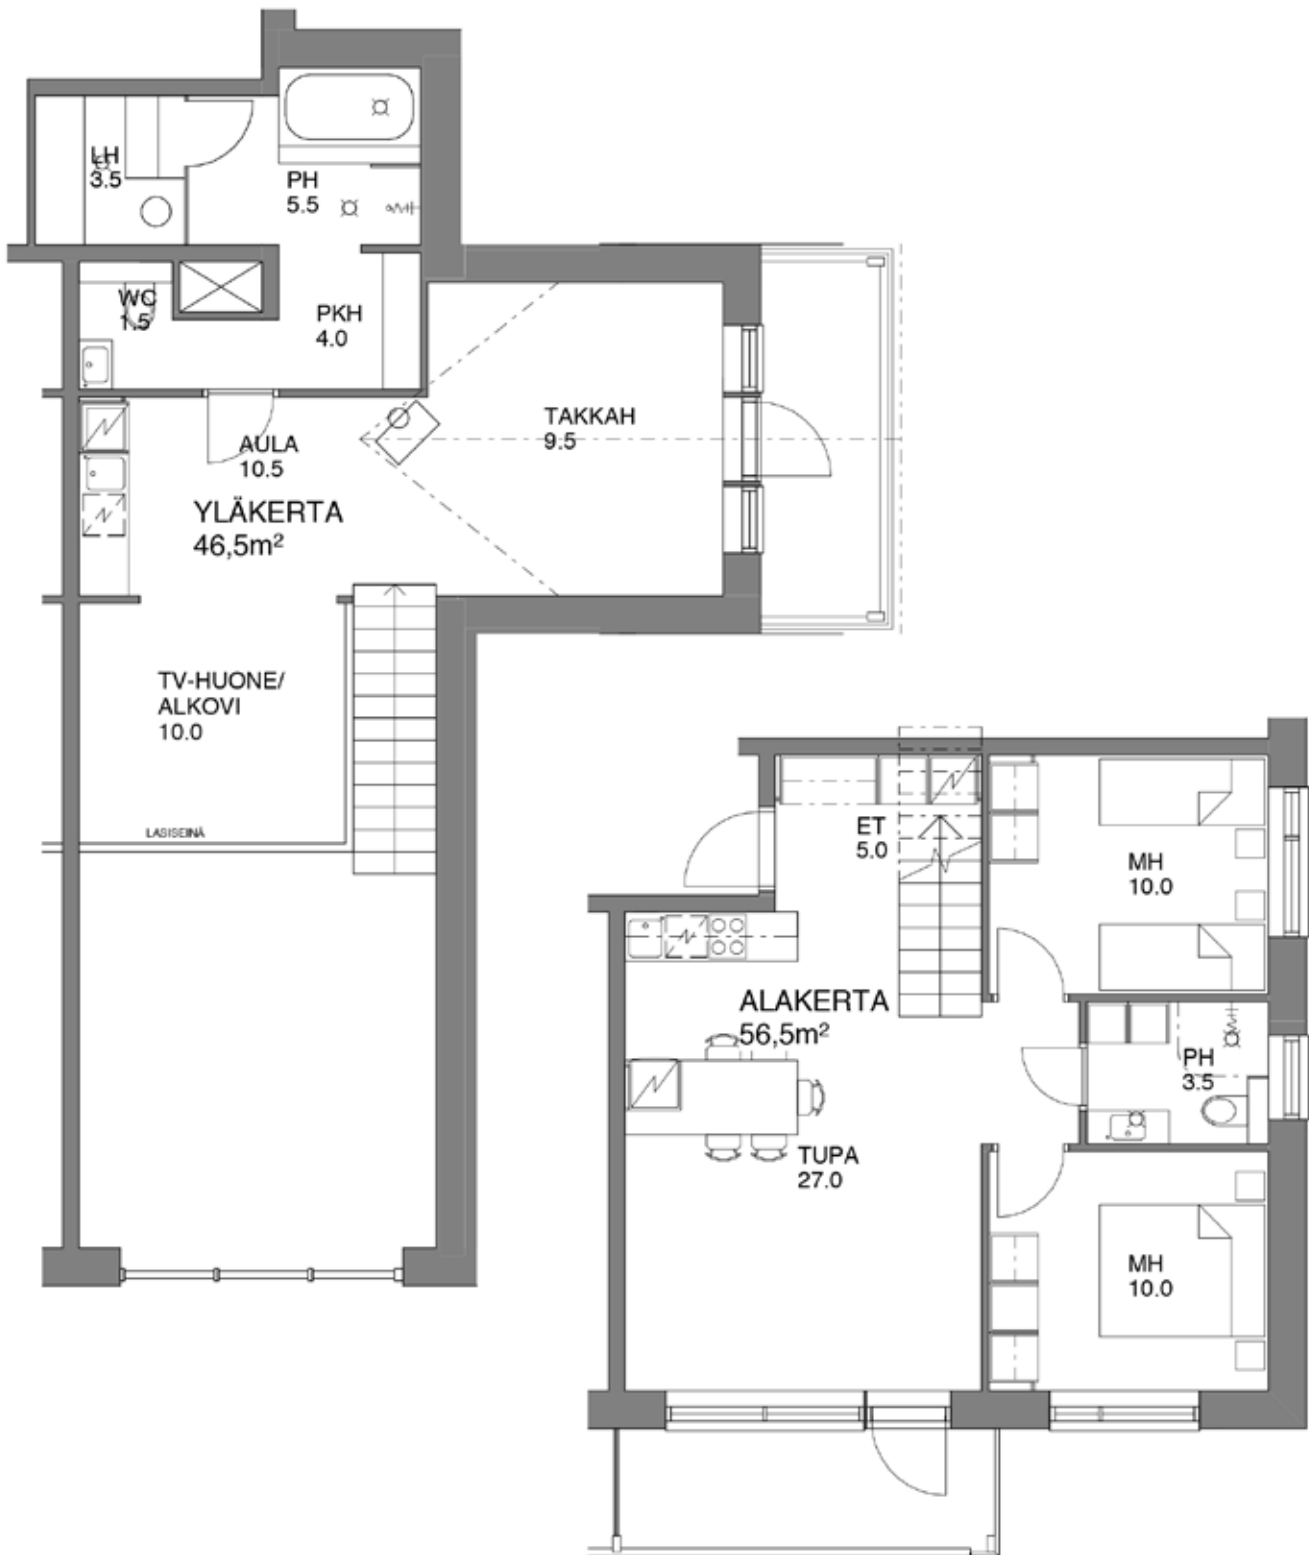 LH
3.5
PH
5.5
WC
1.5
PKH
4.0
TAKKAH
9.5
AULA
10.5
YLÄKERTA
46,5m²
TV-HUONE/
ALKOVI
10.0
LASISEINÄ
ET
5.0
MH
10.0
ALAKERTA
56,5m²
PH
3.5
TUPA
27.0
MH
10.0